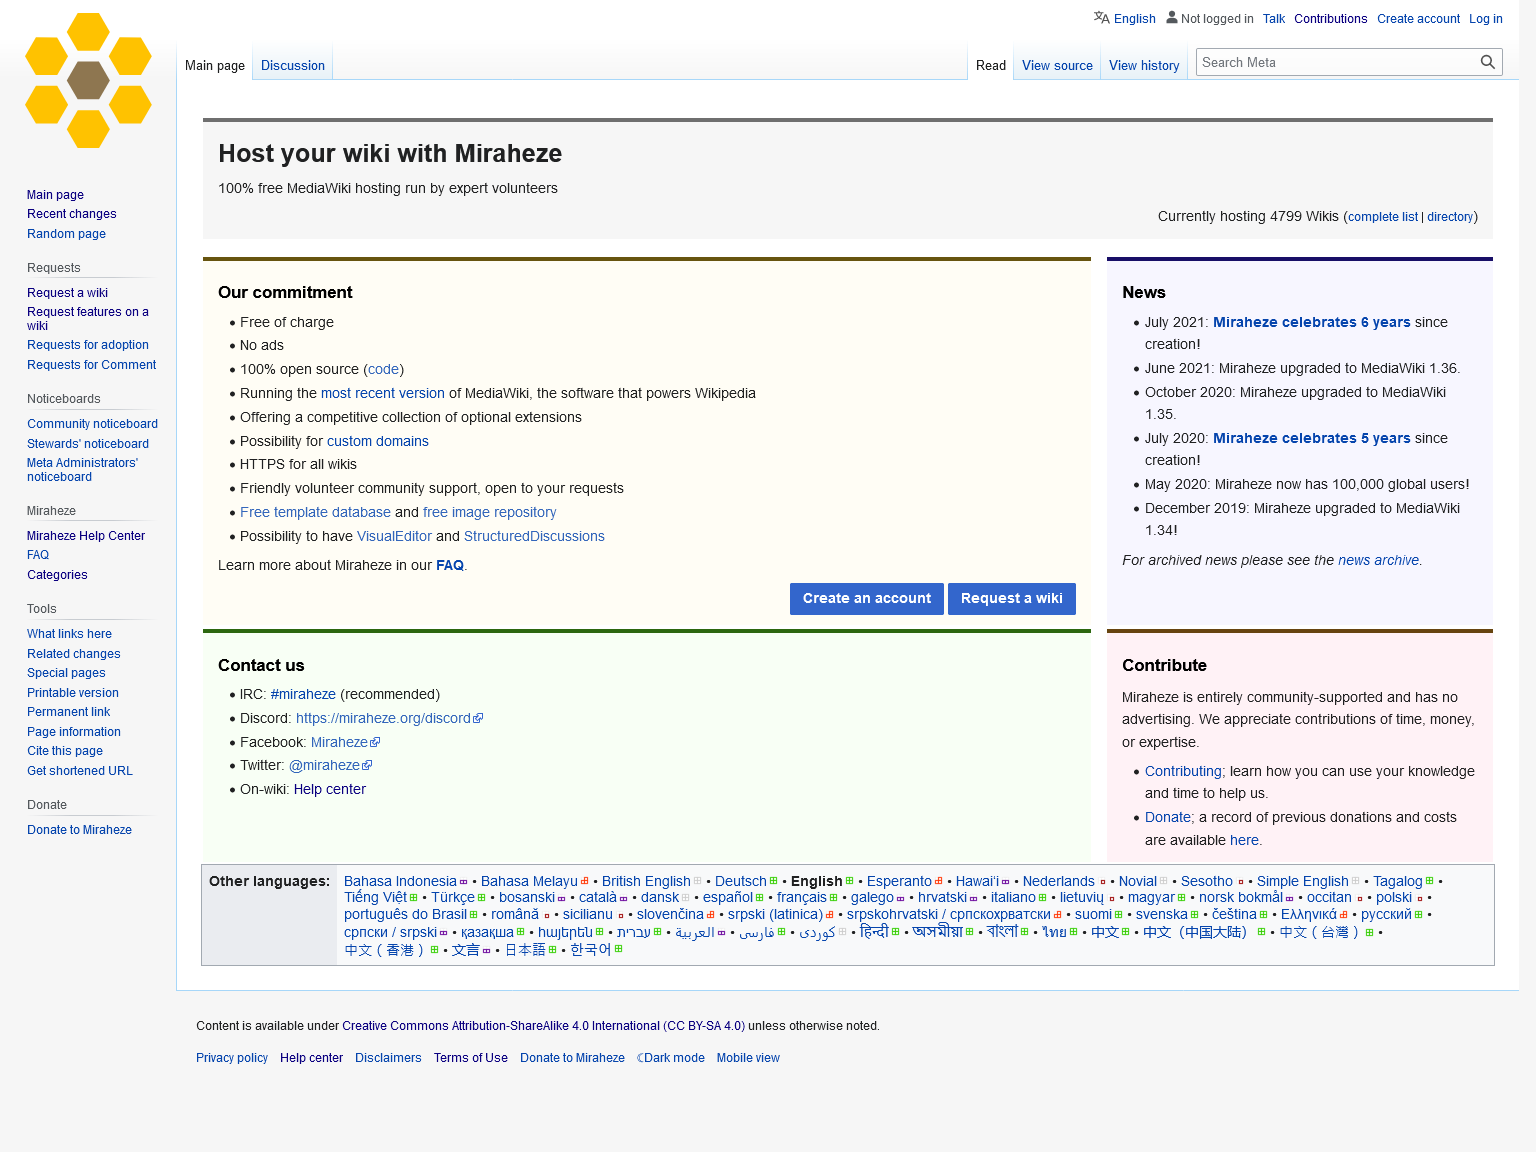 English Not logged in Talk Contributions Create account Log in
Main page Discussion Read View source View history Search Meta
Main page
Recent changes
Random page
Requests
Request a wiki
Request features on a
wiki
Requests for adoption
Requests for Comment
Noticeboards
Community noticeboard
Stewards' noticeboard
Meta Administrators'
noticeboard
Miraheze
Miraheze Help Center
FAQ
Categories
Tools
What links here
Related changes
Special pages
Printable version
Permanent link
Page information
Cite this page
Get shortened URL
Donate
Donate to Miraheze
Host your wiki with Miraheze
100% free MediaWiki hosting run by expert volunteers
Currently hosting 4799 Wikis (complete list | directory)
Our commitment
• Free of charge
• No ads
• 100% open source (code)
• Running the most recent version of MediaWiki, the software that powers Wikipedia
• Offering a competitive collection of optional extensions
• Possibility for custom domains
• HTTPS for all wikis
• Friendly volunteer community support, open to your requests
• Free template database and free image repository
• Possibility to have VisualEditor and StructuredDiscussions
Learn more about Miraheze in our FAQ.
Create an account Request a wiki
News
• July 2021: Miraheze celebrates 6 years since
creation!
• June 2021: Miraheze upgraded to MediaWiki 1.36.
• October 2020: Miraheze upgraded to MediaWiki
1.35.
• July 2020: Miraheze celebrates 5 years since
creation!
• May 2020: Miraheze now has 100,000 global users!
• December 2019: Miraheze upgraded to MediaWiki
1.34!
For archived news please see the news archive.
Contact us
• IRC: #miraheze (recommended)
• Discord: https://miraheze.org/discord
• Facebook: Miraheze
• Twitter: @miraheze
• On-wiki: Help center
Contribute
Miraheze is entirely community-supported and has no
advertising. We appreciate contributions of time, money,
or expertise.
• Contributing; learn how you can use your knowledge
and time to help us.
• Donate; a record of previous donations and costs
are available here.
Other languages: Bahasa Indonesia • Bahasa Melayu • British English • Deutsch • English • Esperanto • Hawaiʻi • Nederlands • Novial • Sesotho • Simple English • Tagalog •
Tiếng Việt • Türkçe • bosanski • català • dansk • español • français • galego • hrvatski • italiano • lietuvių • magyar • norsk bokmål • occitan • polski •
português do Brasil • română • sicilianu • slovenčina • srpski (latinica) • srpskohrvatski / српскохрватски • suomi • svenska • čeština • Ελληνικά • русский •
српски / srpski • қазақша • հայերեն • עברית • العربية • فارسی • کوردی • हिन्दी • অসমীয়া • বাংলা • ไทย • 中文 • 中文（中国大陆） • 中文（台灣） •
中文（香港） • 文言 • 日本語 • 한국어
Content is available under Creative Commons Attribution-ShareAlike 4.0 International (CC BY-SA 4.0) unless otherwise noted.
Privacy policy Help center Disclaimers Terms of Use Donate to Miraheze ☾Dark mode Mobile view